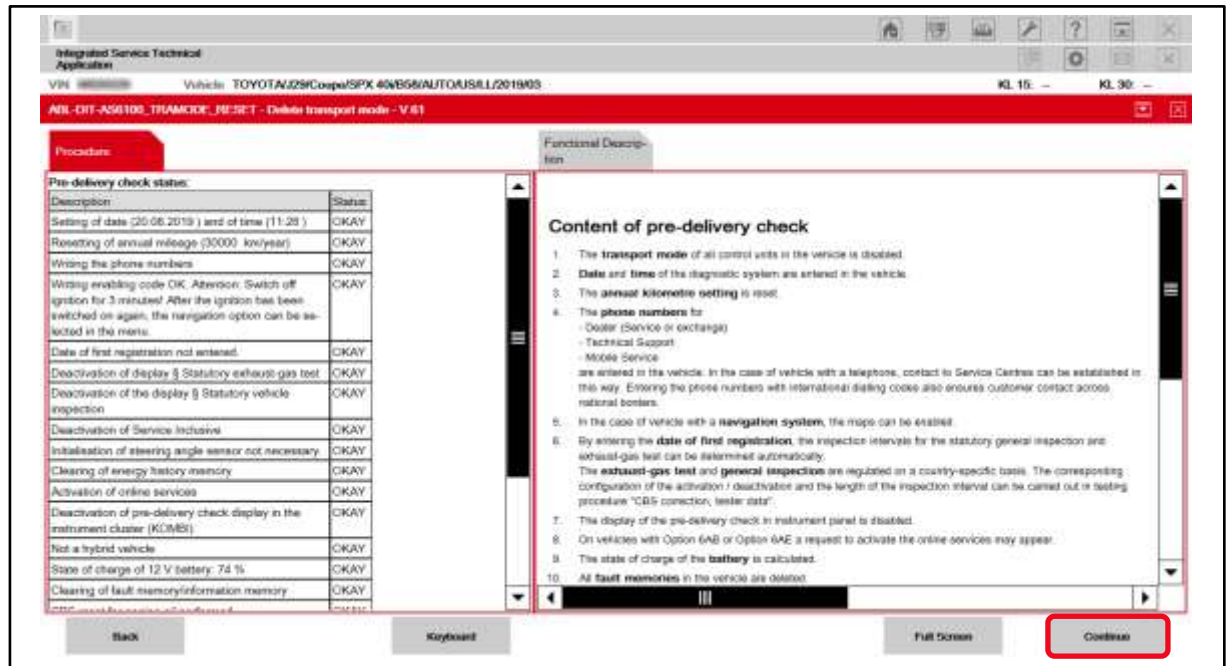 ?
Integrated Service Technical
Application
VIN
Vehicle: TOYOTA/J29/Coupe/SPX 40i/B58/AUTO/US/LL/2019/03
KL 15: --
KL 30: --
ABL-DIT-AS6100_TRAMODE_RESET - Delete transport mode - V.61
Procedure
Functional Descrip-
tion
Pre-delivery check status:
Description Status
Setting of date (20.08.2019 ) and of time (11:28 ) OKAY
Resetting of annual mileage (30000 km/year) OKAY
Writing the phone numbers OKAY
Writing enabling code OK. Attention: Switch off OKAY
ignition for 3 minutes! After the ignition has been
switched on again, the navigation option can be se-
lected in the menu.
Date of first registration not entered. OKAY
Deactivation of display § Statutory exhaust-gas test OKAY
Deactivation of the display § Statutory vehicle OKAY
inspection
Deactivation of Service Inclusive OKAY
Initialisation of steering angle sensor not necessary OKAY
Clearing of energy history memory OKAY
Activation of online services OKAY
Deactivation of pre-delivery check display in the OKAY
instrument cluster (KOMBI)
Not a hybrid vehicle OKAY
State of charge of 12 V battery: 74 % OKAY
Clearing of fault memory/information memory OKAY
Content of pre-delivery check
1. The transport mode of all control units in the vehicle is disabled.
2. Date and time of the diagnostic system are entered in the vehicle.
3. The annual kilometre setting is reset.
4. The phone numbers for
- Dealer (Service or exchange)
- Technical Support
- Mobile Service
are entered in the vehicle. In the case of vehicle with a telephone, contact to Service Centres can be established in
this way. Entering the phone numbers with international dialling codes also ensures customer contact across
national borders.
5. In the case of vehicle with a navigation system, the maps can be enabled.
6. By entering the date of first registration, the inspection intervals for the statutory general inspection and
exhaust-gas test can be determined automatically.
The exhaust-gas test and general inspection are regulated on a country-specific basis. The corresponding
configuration of the activation / deactivation and the length of the inspection interval can be carried out in testing
procedure "CBS correction, tester data".
7. The display of the pre-delivery check in instrument panel is disabled.
8. On vehicles with Option 6AB or Option 6AE a request to activate the online services may appear.
9. The state of charge of the battery is calculated.
10. All fault memories in the vehicle are deleted.
Back
Keyboard
Full Screen
Continue